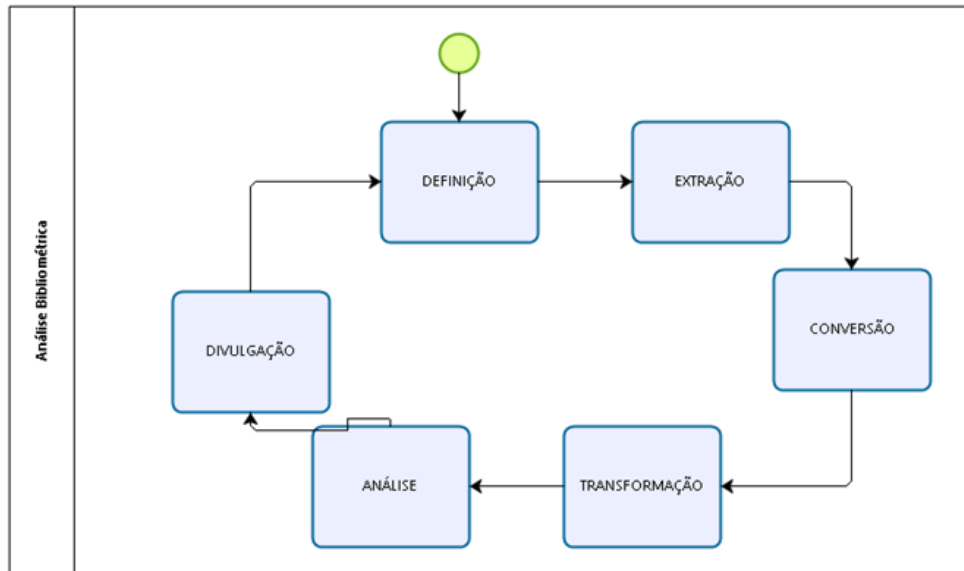 Análise Bibliométrica
DEFINIÇÃO
EXTRAÇÃO
CONVERSÃO
TRANSFORMAÇÃO
ANÁLISE
DIVULGAÇÃO